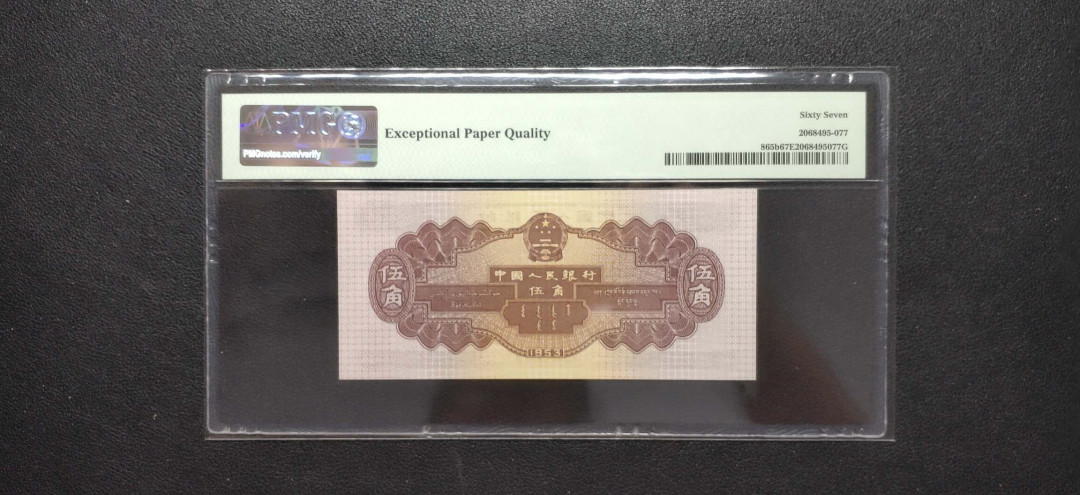 PMG
PMGnotes.com/verify
Exceptional Paper Quality
Sixty Seven
2068495-077
865b67E2068495077G
中國人民銀行
伍角
伍角
伍角
1953